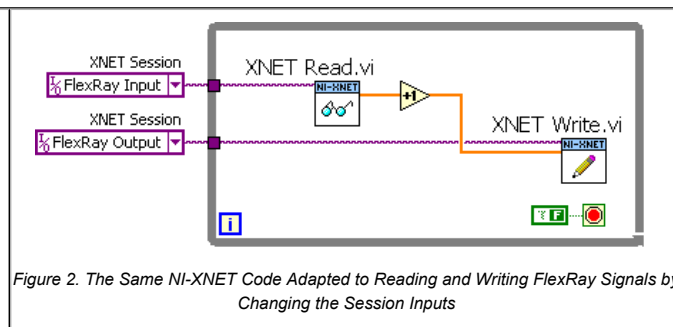 XNET Session
FlexRay Input
XNET Read.vi
NI-XNET
+1
XNET Session
FlexRay Output
XNET Write.vi
NI-XNET
i
F
Figure 2. The Same NI-XNET Code Adapted to Reading and Writing FlexRay Signals by
Changing the Session Inputs